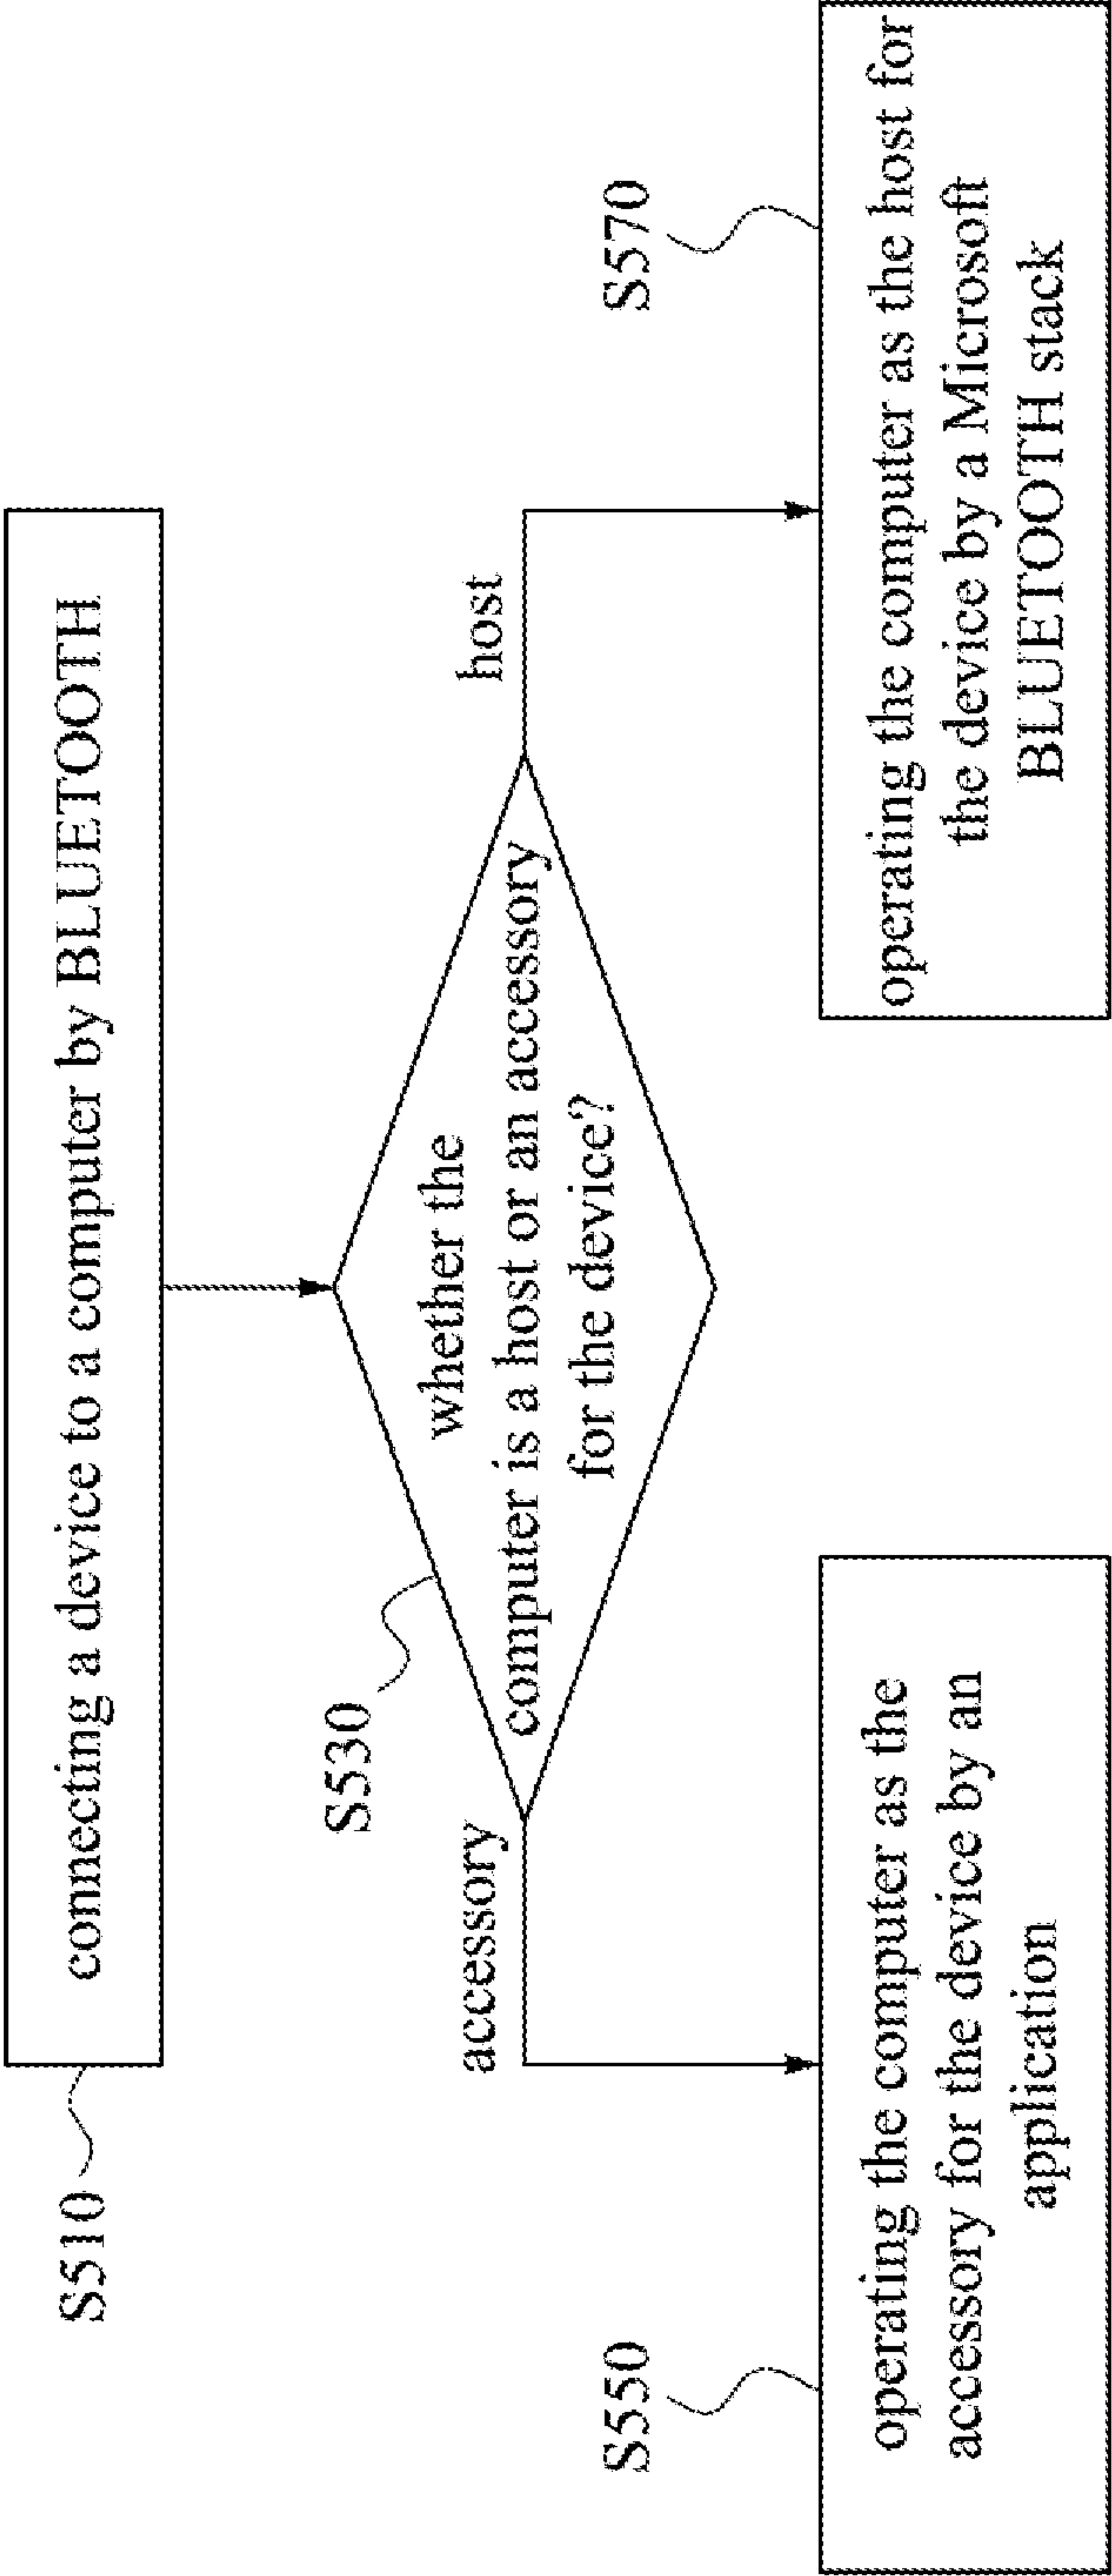 S510
connecting a device to a computer by BLUETOOTH
S530
whether the
computer is a host or an accessory
for the device?
accessory
host
S550
operating the computer as the
accessory for the device by an
application
S570
operating the computer as the host for
the device by a Microsoft
BLUETOOTH stack